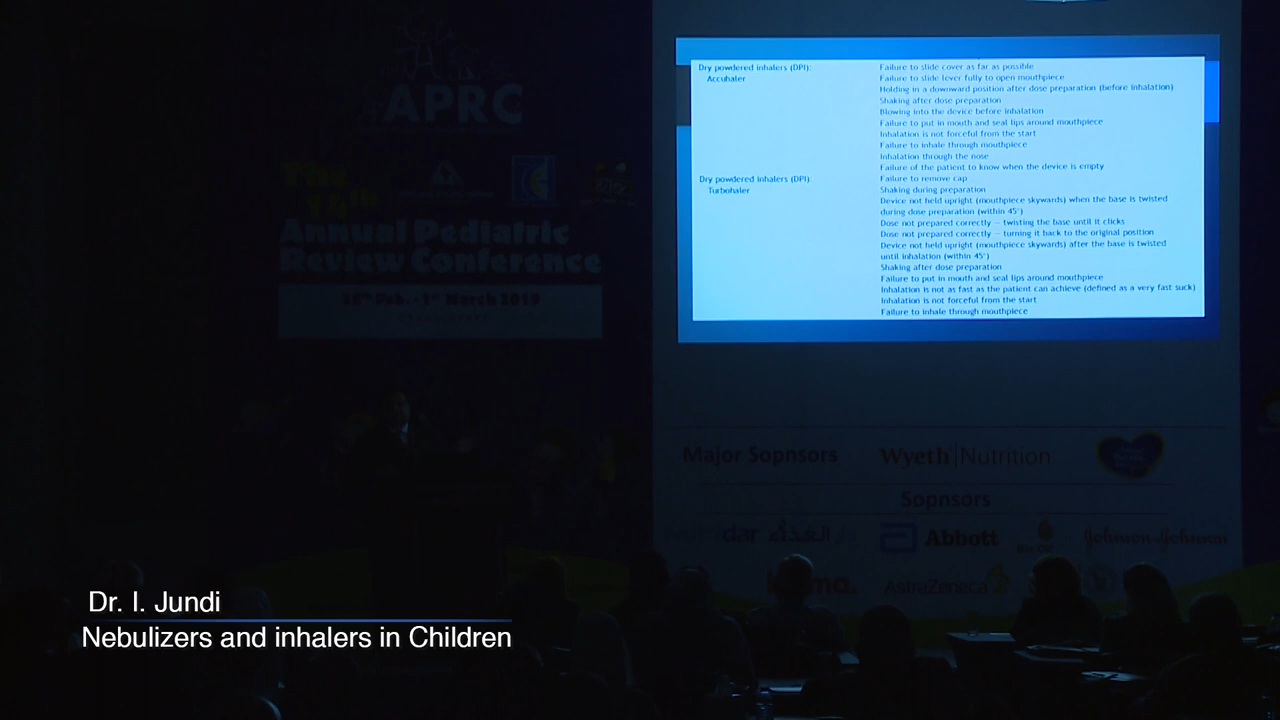 APRC
14th
Annual Pediatric
Review Conference
28th Feb. - 1st March 2019
Dry powdered inhalers (DPI):
Accuhaler
Failure to slide cover as far as possible
Failure to slide lever fully to open mouthpiece
Holding in a downward position after dose preparation (before inhalation)
Shaking after dose preparation
Blowing into the device before inhalation
Failure to put in mouth and seal lips around mouthpiece
Inhalation is not forceful from the start
Failure to inhale through mouthpiece
Inhalation through the nose
Failure of the patient to know when the device is empty
Dry powdered inhalers (DPI):
Turbohaler
Failure to remove cap
Shaking during preparation
Device not held upright (mouthpiece skywards) when the base is twisted
during dose preparation (within 45°)
Dose not prepared correctly – twisting the base until it clicks
Dose not prepared correctly – turning it back to the original position
Device not held upright (mouthpiece skywards) after the base is twisted
until inhalation (within 45°)
Shaking after dose preparation
Failure to put in mouth and seal lips around mouthpiece
Inhalation is not as fast as the patient can achieve (defined as a very fast suck)
Inhalation is not forceful from the start
Failure to inhale through mouthpiece
Major Sopnsors
Wyeth Nutrition
Sopnsors
Abbott
Johnson & Johnson
AstraZeneca
Dr. I. Jundi
Nebulizers and inhalers in Children